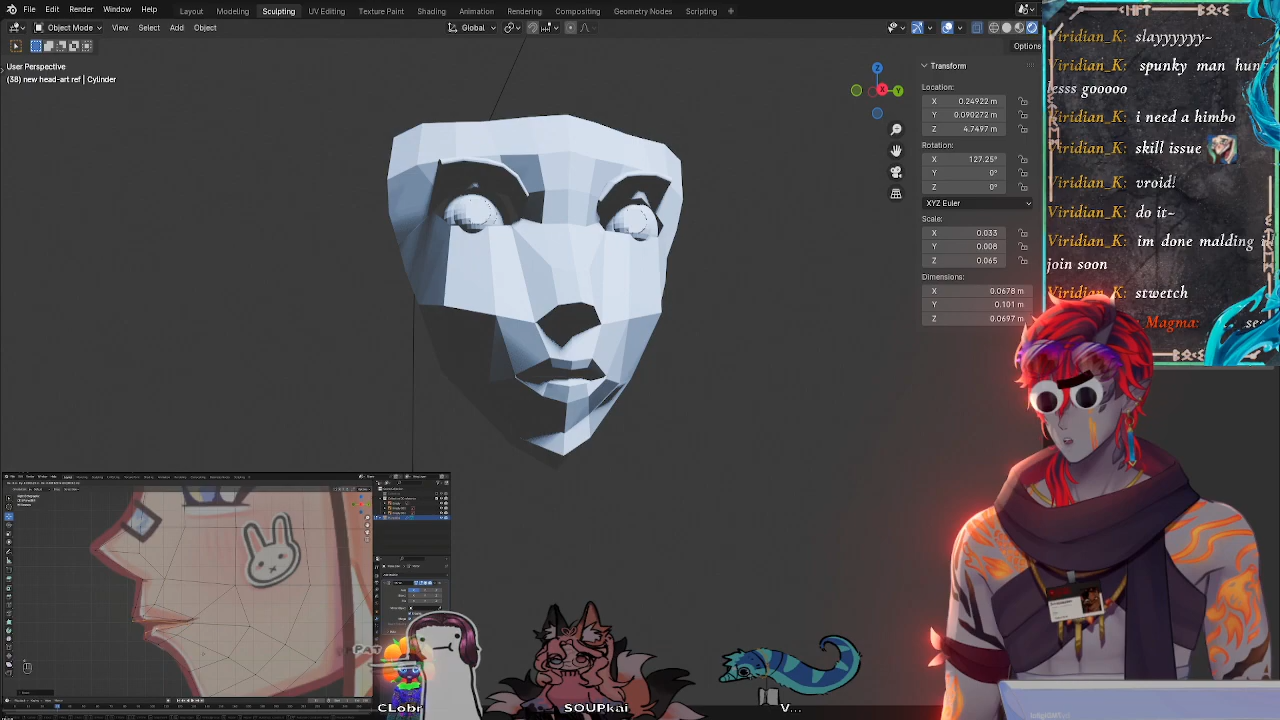 File Edit Render Window Help Layout Modeling Sculpting UV Editing Texture Paint Shading Animation Rendering Compositing Geometry Nodes Scripting +
Object Mode View Select Add Object Global
Options
User Perspective
(38) new head-art ref | Cylinder
Z
X
Y
Transform
Location:
X 0.24922 m
Y 0.090272 m
Z 4.7497 m
Rotation:
X 127.25°
Y 0°
Z 0°
XYZ Euler
Scale:
X 0.033
Y 0.008
Z 0.065
Dimensions:
X 0.0678 m
Y 0.101 m
Z 0.0697 m
Viridian_K: slayyyyyy~
Viridian_K: spunky man hun
lesss gooooo
Viridian_K: i need a himbo
Viridian_K: skill issue
Viridian_K: vroid!
Viridian_K: do it~
Viridian_K: im done malding
join soon
Viridian_K: stwetch
Magma:
PAT
CLobr
SOUPkai
V...